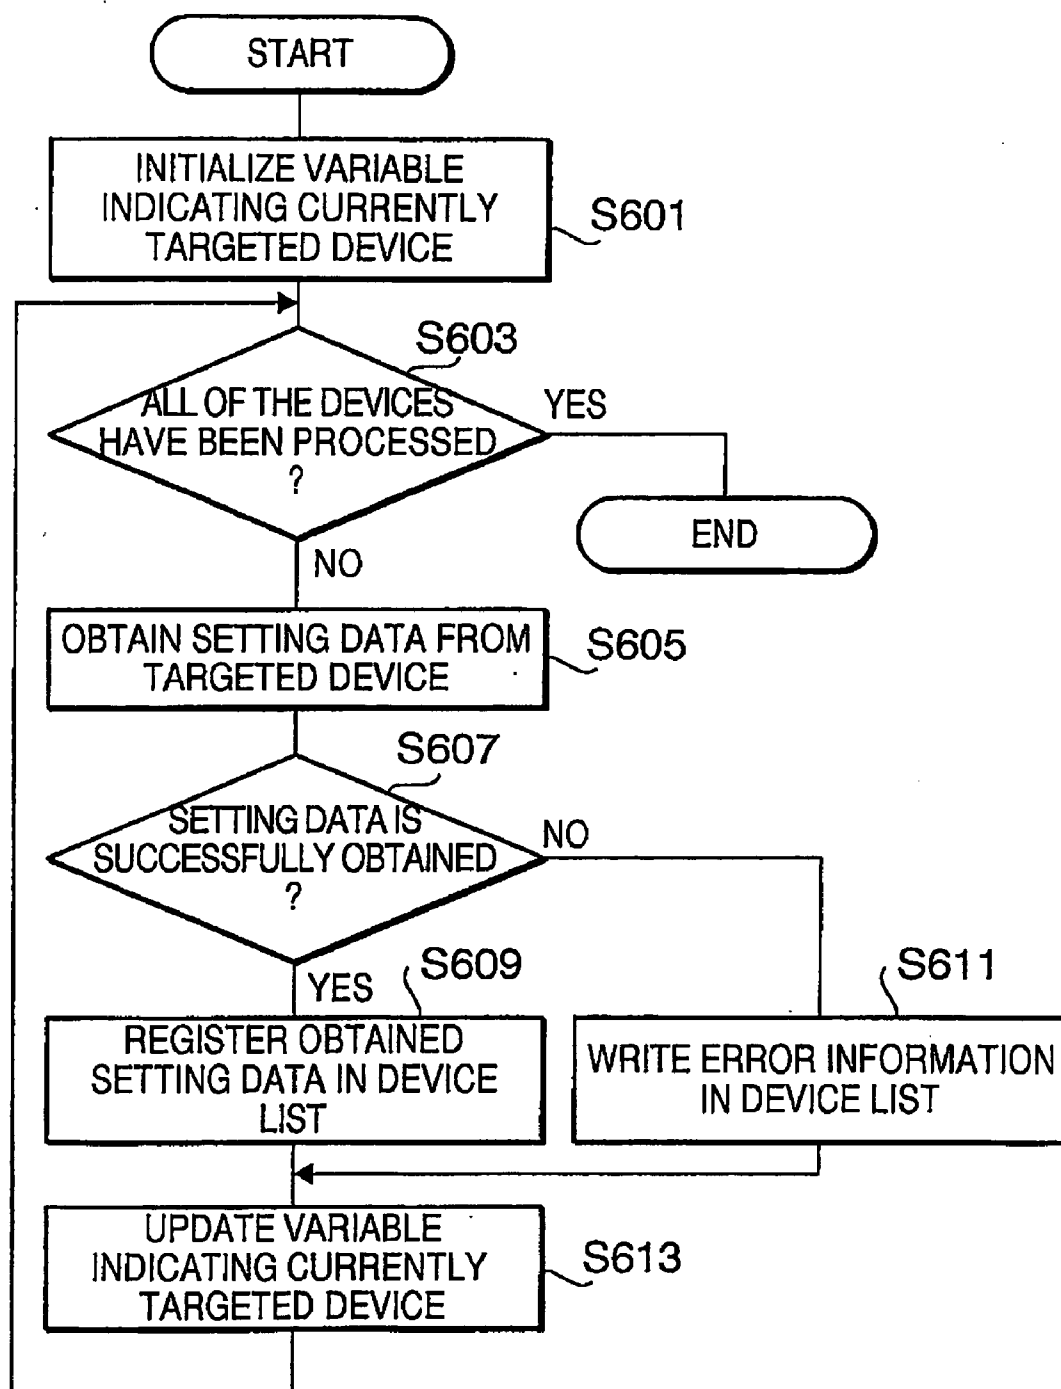 START
INITIALIZE VARIABLE
INDICATING CURRENTLY
TARGETED DEVICE
S601
S603
ALL OF THE DEVICES
HAVE BEEN PROCESSED
?
YES
END
NO
OBTAIN SETTING DATA FROM
TARGETED DEVICE
S605
S607
SETTING DATA IS
SUCCESSFULLY OBTAINED
?
NO
YES
S609
REGISTER OBTAINED
SETTING DATA IN DEVICE
LIST
S611
WRITE ERROR INFORMATION
IN DEVICE LIST
UPDATE VARIABLE
INDICATING CURRENTLY
TARGETED DEVICE
S613